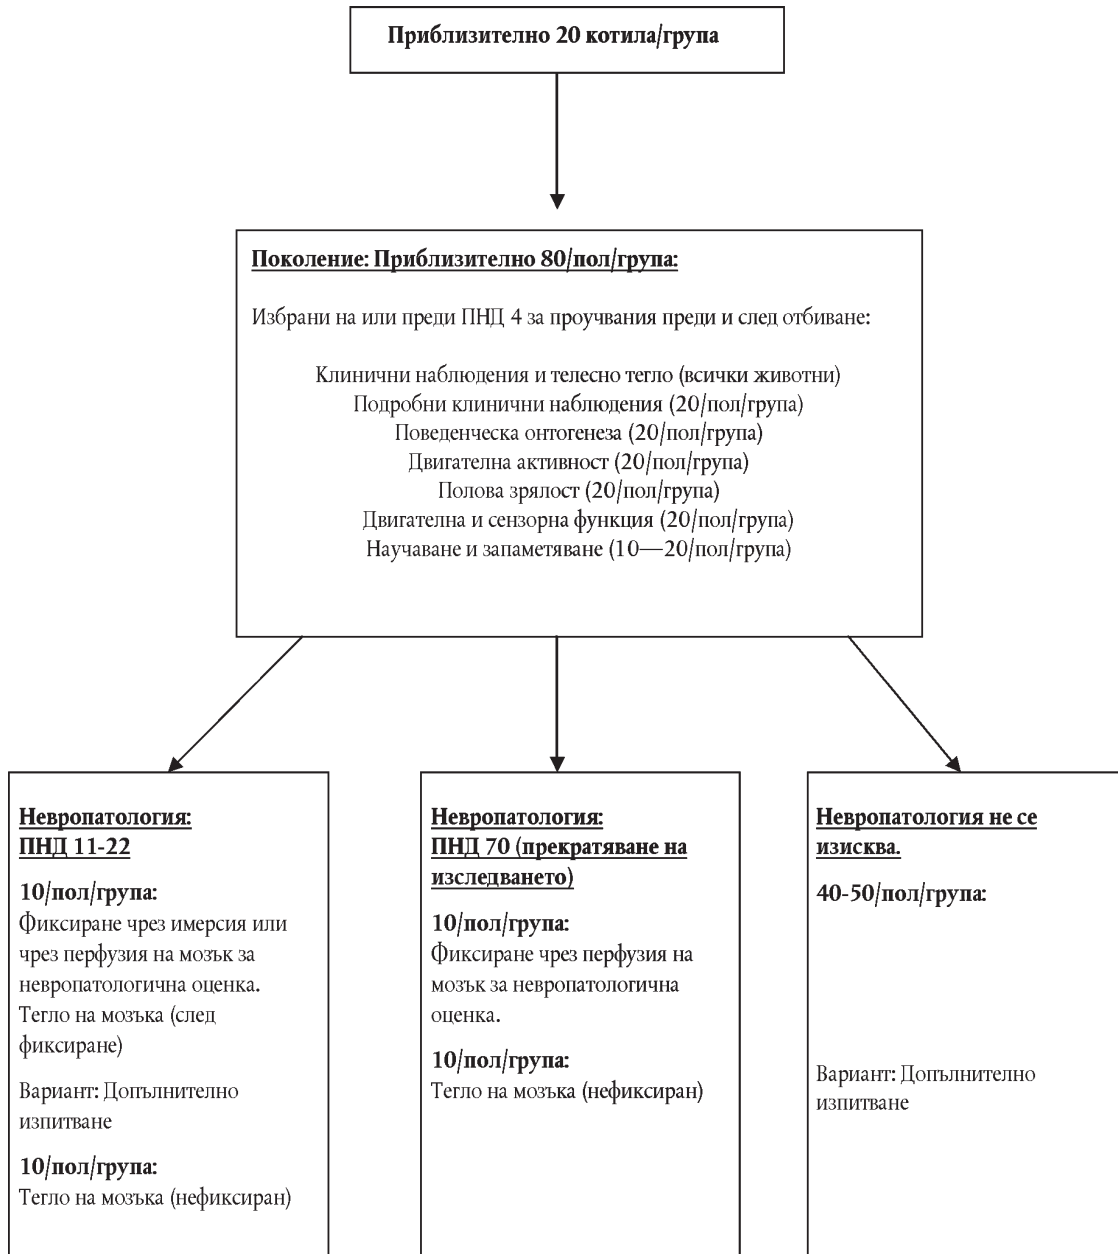 Приблизително 20 котила/група
Поколение: Приблизително 80/пол/група:
Избрани на или преди ПНД 4 за проучвания преди и след отбиване:
Клинични наблюдения и телесно тегло (всички животни)
Подробни клинични наблюдения (20/пол/група)
Поведенческа онтогенеза (20/пол/група)
Двигателна активност (20/пол/група)
Полова зрялост (20/пол/група)
Двигателна и сензорна функция (20/пол/група)
Научаване и запаметяване (10—20/пол/група)
Невропатология:
ПНД 11-22
10/пол/група:
Фиксиране чрез имерсия или
чрез перфузия на мозък за
невропатологична оценка.
Тегло на мозъка (след
фиксиране)
Вариант: Допълнително
изпитване
10/пол/група:
Тегло на мозъка (нефиксиран)
Невропатология:
ПНД 70 (прекратяване на
изследването)
10/пол/група:
Фиксиране чрез перфузия на
мозък за невропатологична
оценка.
10/пол/група:
Тегло на мозъка (нефиксиран)
Невропатология не се
изисква.
40-50/пол/група:
Вариант: Допълнително
изпитване